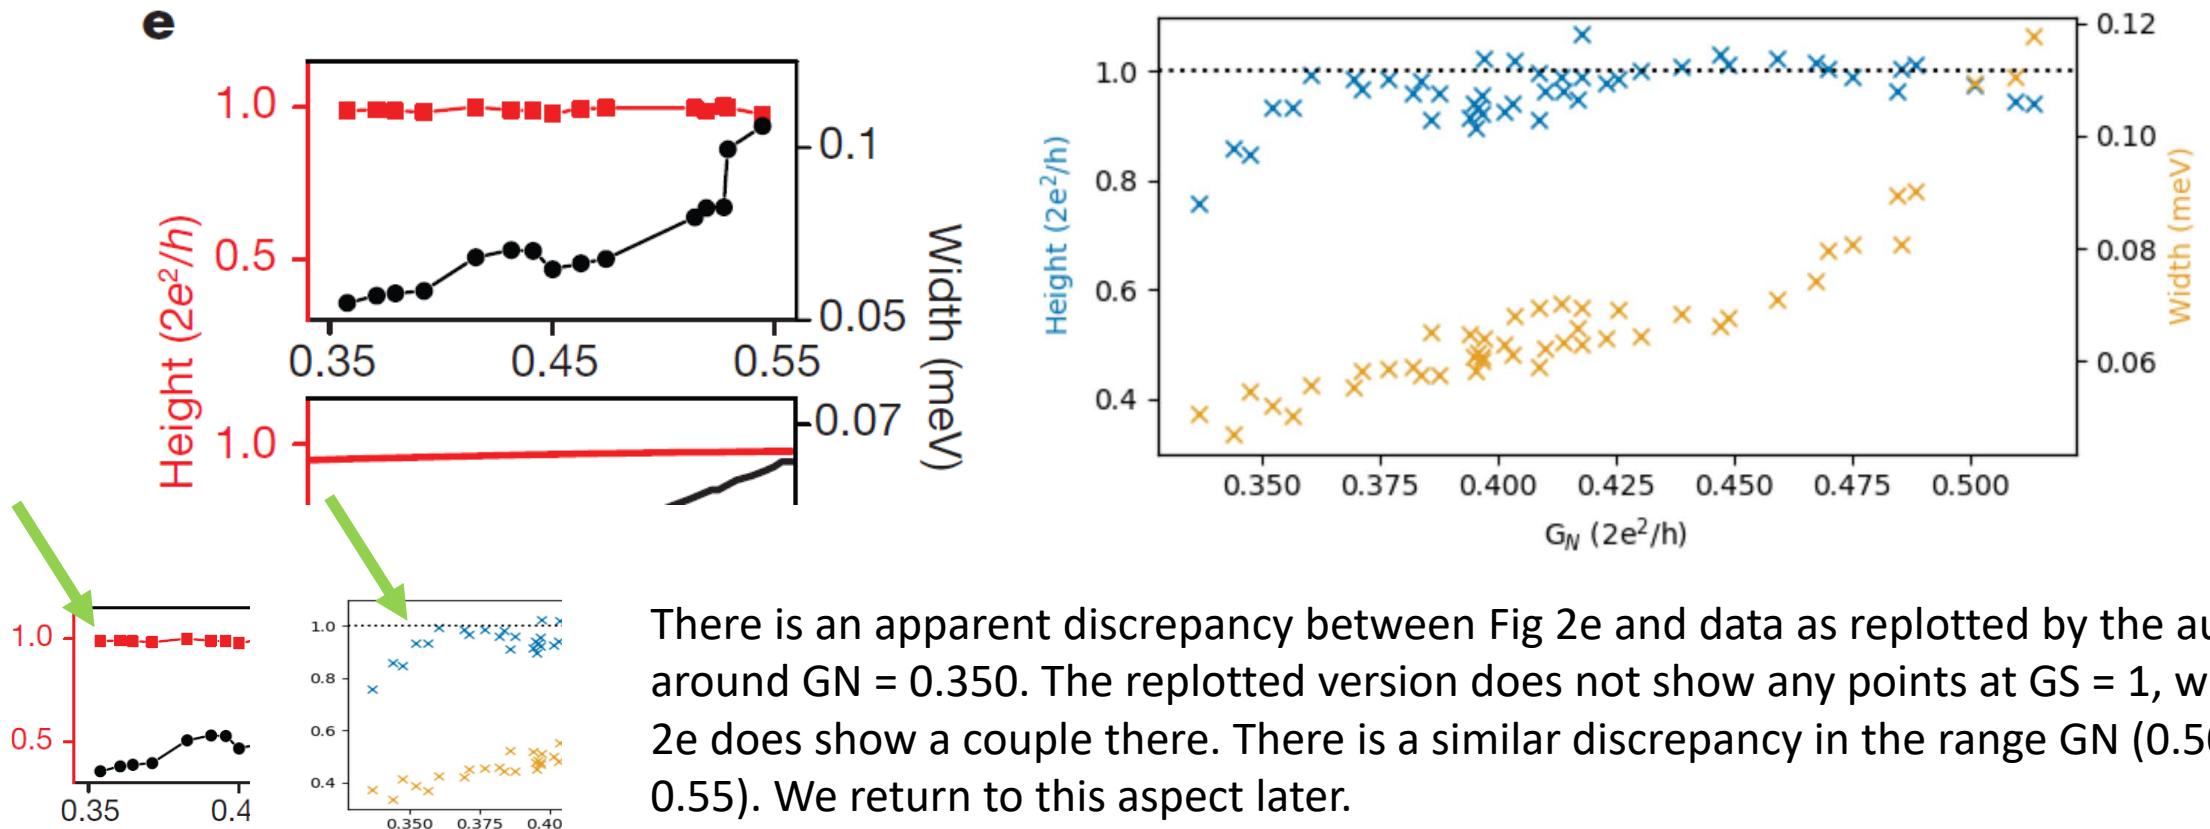 e
1.0
0.5
Height (2e²/h)
0.1
0.05
Width (meV)
0.35 0.45 0.55
1.0
0.07
0.12
0.10
0.08
0.06
Width (meV)
1.0
0.8
0.6
0.4
Height (2e²/h)
0.350 0.375 0.400 0.425 0.450 0.475 0.500
G_N (2e²/h)
1.0
0.5
0.35 0.4
1.0
0.8
0.6
0.4
0.350 0.375 0.40
There is an apparent discrepancy between Fig 2e and data as replotted by the au
around GN = 0.350. The replotted version does not show any points at GS = 1, w
2e does show a couple there. There is a similar discrepancy in the range GN (0.50
0.55). We return to this aspect later.